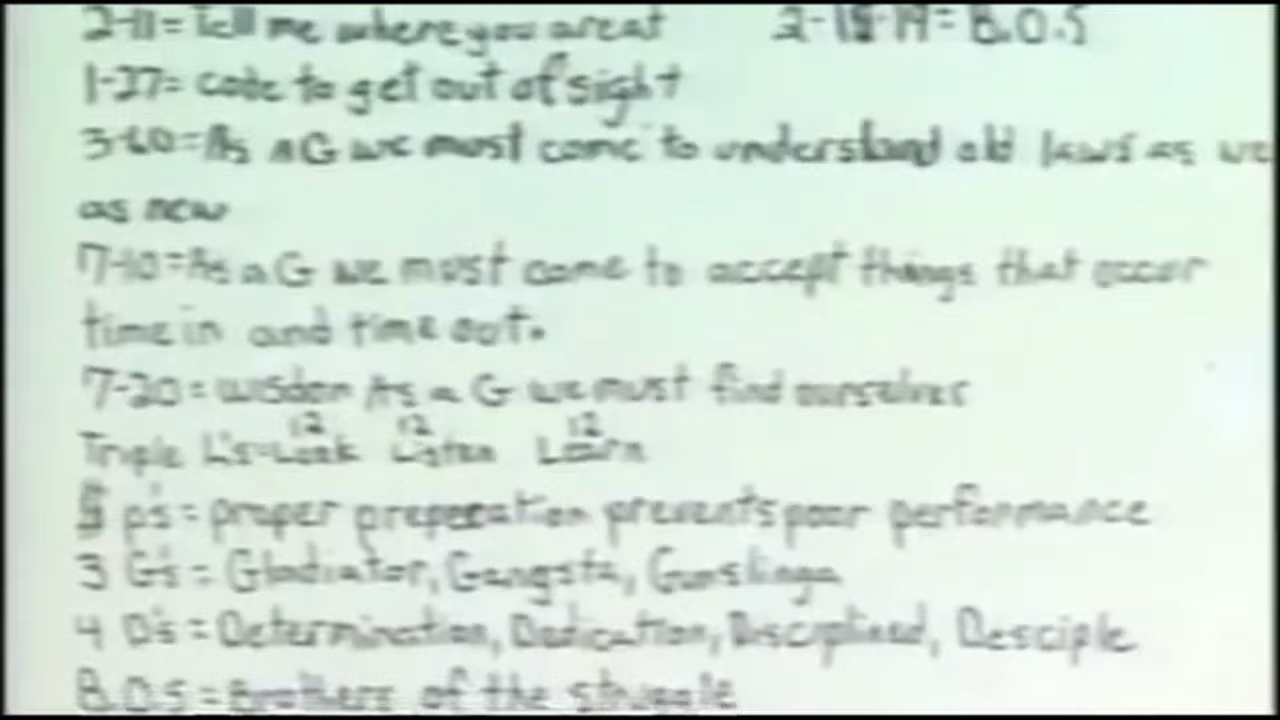 2-11= Tell me where you are at 2-15-19= B.O.S
1-27= code to get out of sight
3-60= As a G we must come to understand old laws as we
as new
7-10= As a G we must come to accept things that occur
time in and time out.
7-20= wisdom As a G we must find ourselves
12 12 12
Triple L's= Look Listen Learn
5 p's = proper preperation prevents poor performance
3 G's = Gladiator, Gangsta, Gunslinga
4 D's = Determination, Dedication, Disciplined, Desciple
B.O.S = Brothers of the struggle